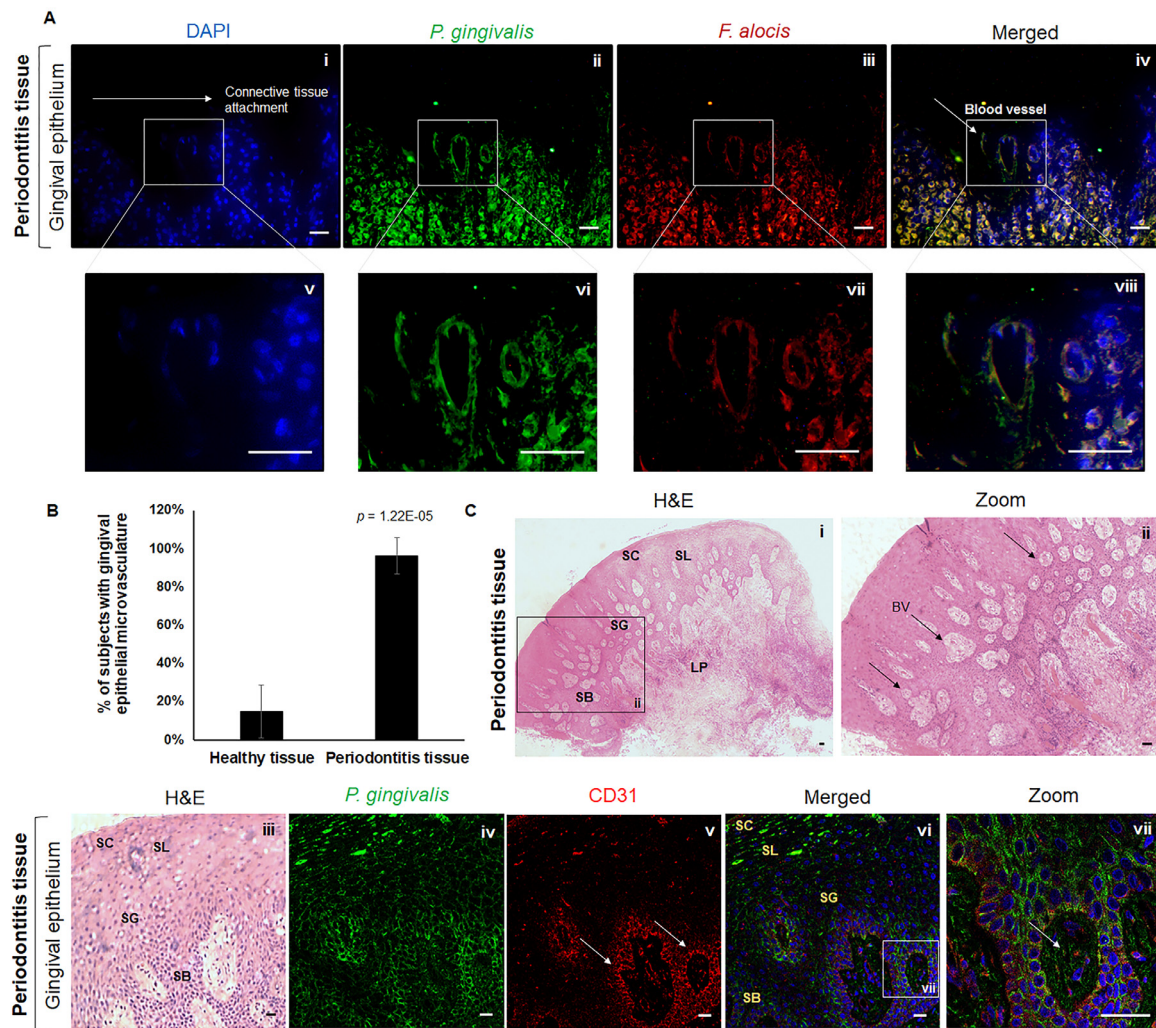 A
DAPI
P. gingivalis
F. alocis
Merged
Periodontitis tissue
Gingival epithelium
i
Connective tissue
attachment
ii
iii
iv
Blood vessel
v
vi
vii
viii
B
120%
100%
80%
60%
40%
20%
0%
% of subjects with gingival
epithelial microvasculature
p = 1.22E-05
Healthy tissue
Periodontitis tissue
C
H&E
Zoom
Periodontitis tissue
i
SC
SL
SG
LP
SB
ii
ii
BV
H&E
P. gingivalis
CD31
Merged
Zoom
Periodontitis tissue
Gingival epithelium
iii
SC
SL
SG
SB
iv
v
vi
SC
SL
SG
SB
vii
vii